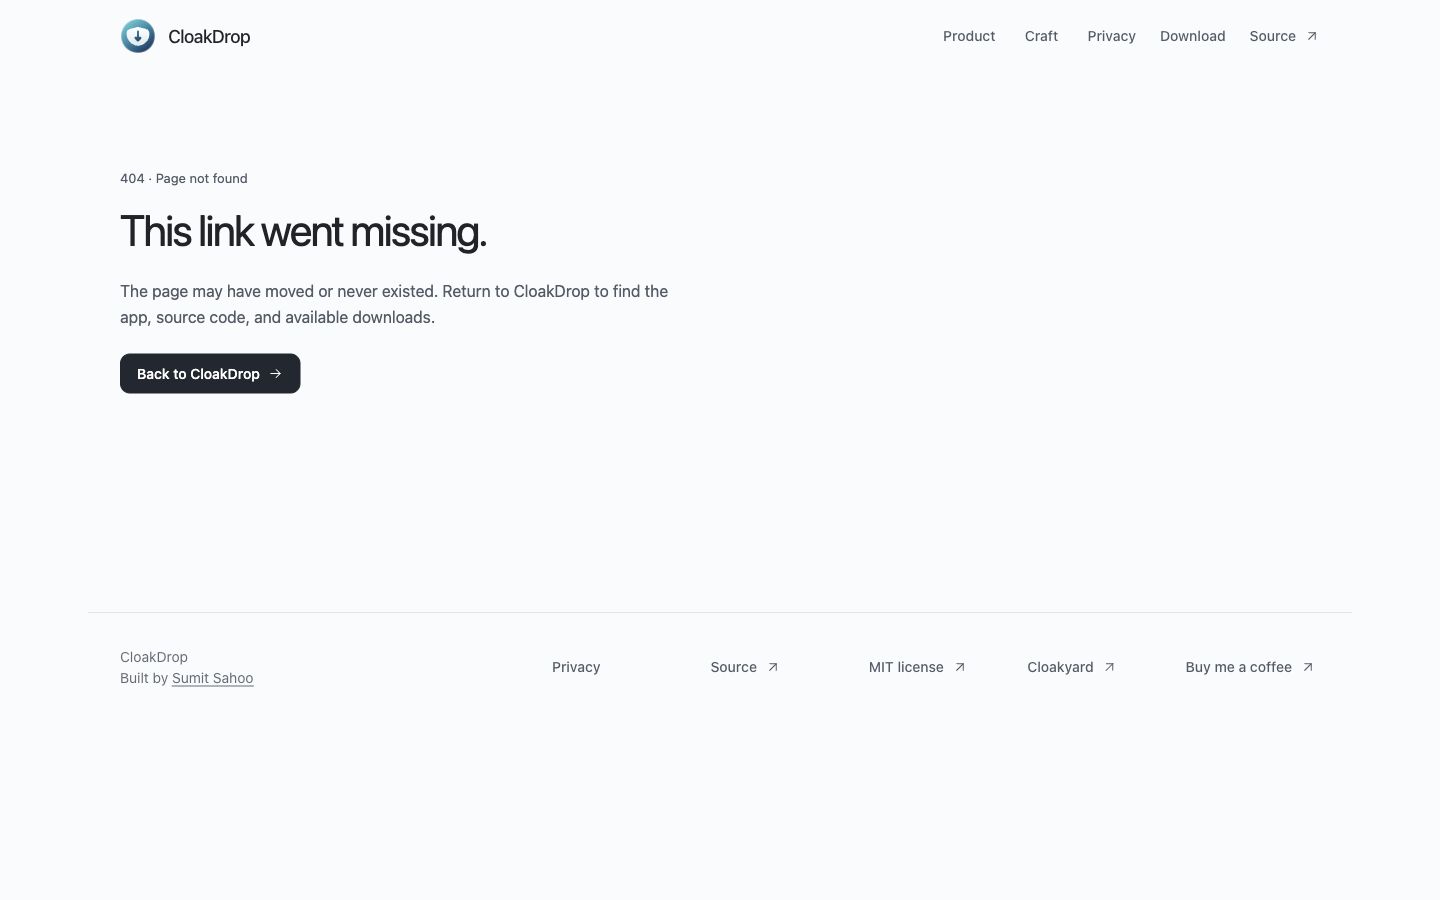 CloakDrop
Product Craft Privacy Download Source
404 · Page not found
This link went missing.
The page may have moved or never existed. Return to CloakDrop to find the
app, source code, and available downloads.
Back to CloakDrop
CloakDrop
Built by Sumit Sahoo
Privacy Source MIT license Cloakyard Buy me a coffee